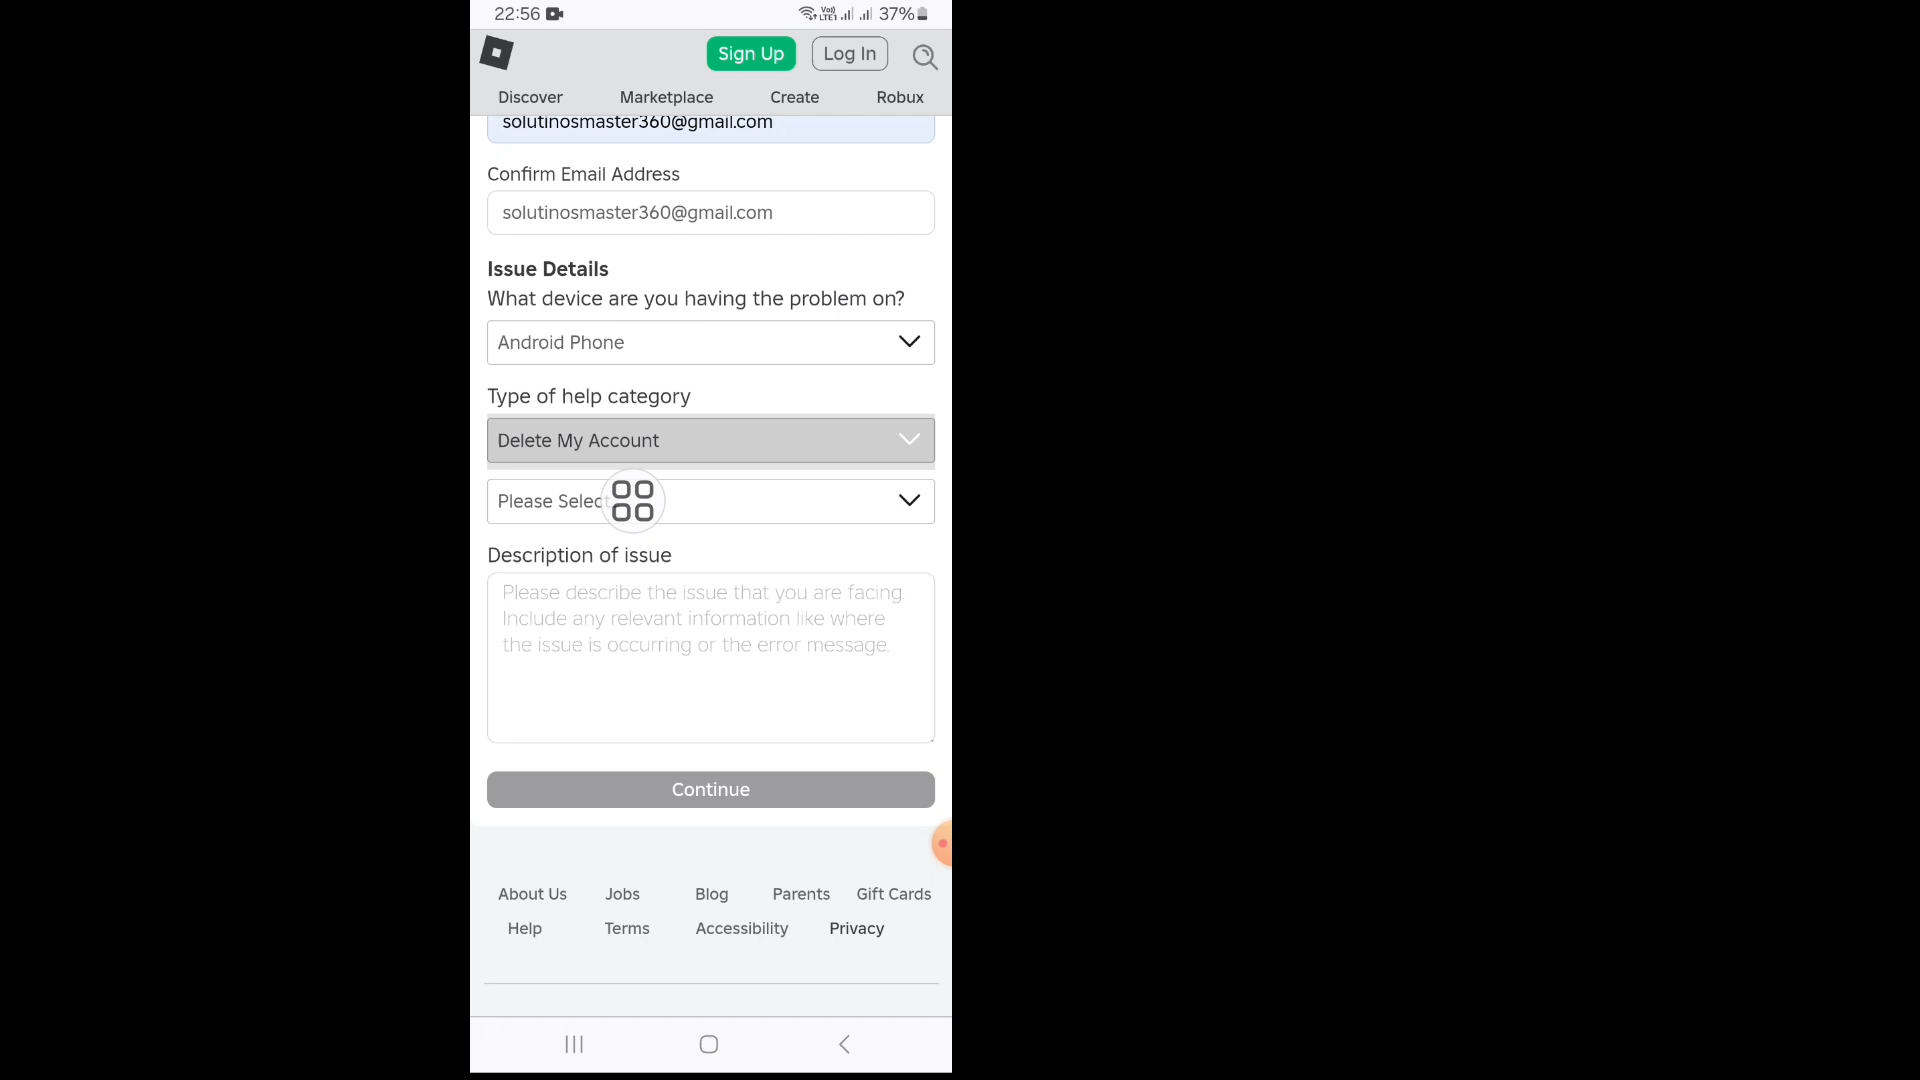 22:56 Vo) LTE1 37%
Sign Up Log In
Discover Marketplace Create Robux
solutinosmaster360@gmail.com
Confirm Email Address
solutinosmaster360@gmail.com
Issue Details
What device are you having the problem on?
Android Phone
Type of help category
Delete My Account
Please Select
Description of issue
Please describe the issue that you are facing.
Include any relevant information like where
the issue is occurring or the error message.
Continue
About Us Jobs Blog Parents Gift Cards
Help Terms Accessibility Privacy